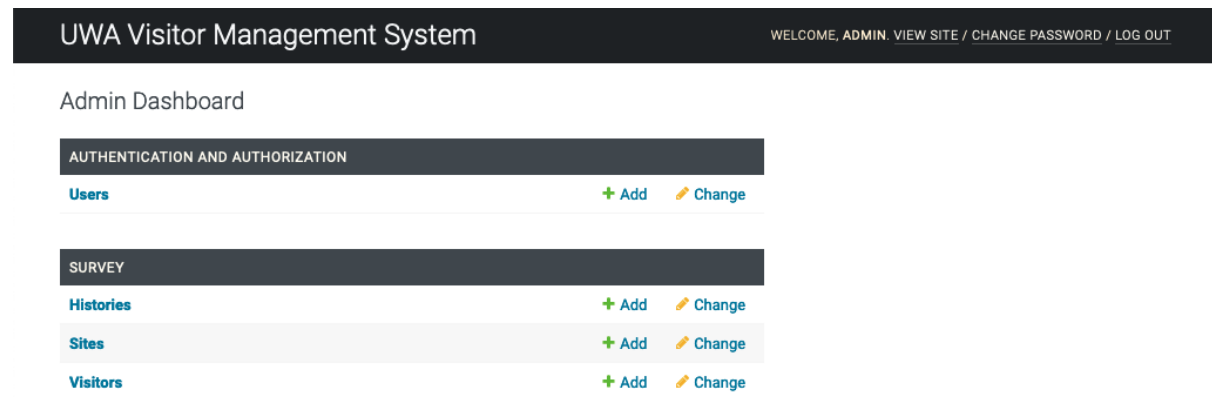 UWA Visitor Management System
WELCOME, ADMIN. VIEW SITE / CHANGE PASSWORD / LOG OUT
Admin Dashboard
AUTHENTICATION AND AUTHORIZATION
Users + Add Change
SURVEY
Histories + Add Change
Sites + Add Change
Visitors + Add Change